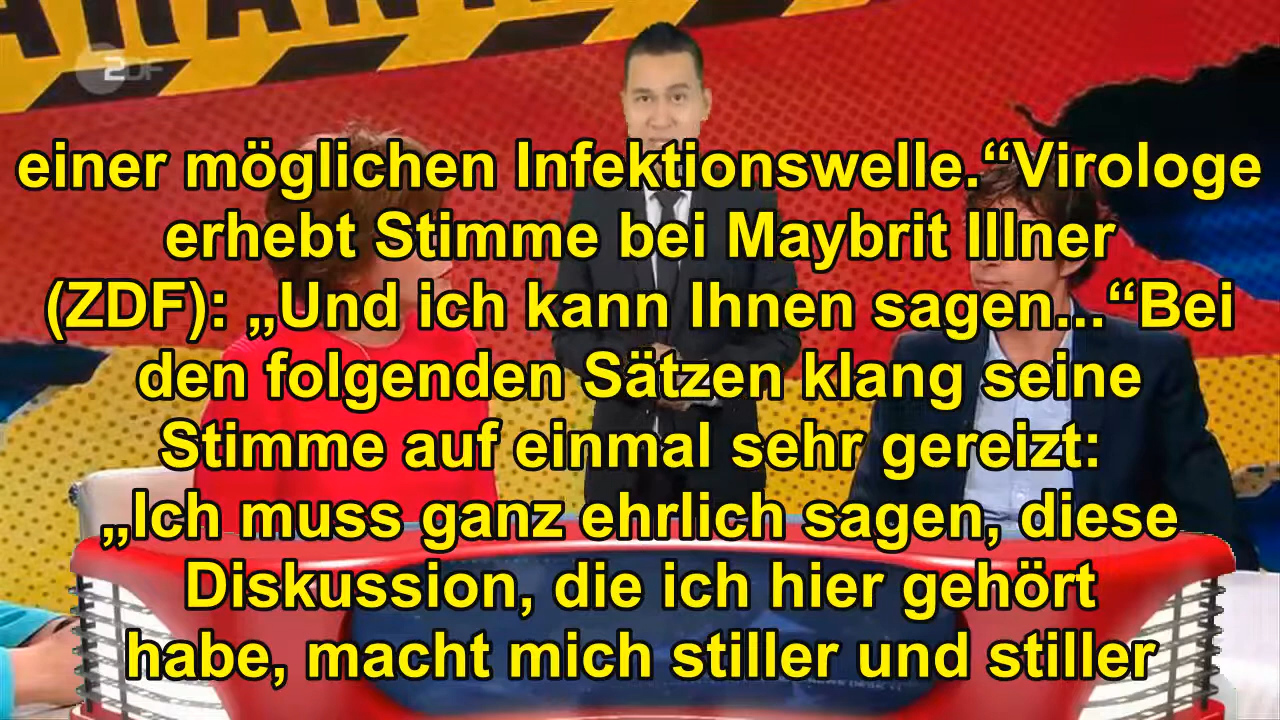 ARANT
ZDF
einer möglichen Infektionswelle.“Virologe
erhebt Stimme bei Maybrit Illner
(ZDF): „Und ich kann Ihnen sagen...“Bei
den folgenden Sätzen klang seine
Stimme auf einmal sehr gereizt:
„Ich muss ganz ehrlich sagen, diese
Diskussion, die ich hier gehört
habe, macht mich stiller und stiller